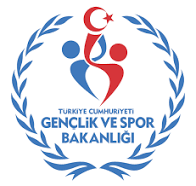 TÜRKİYE CUMHURİYETİ
GENÇLİK VE SPOR
BAKANLIĞI